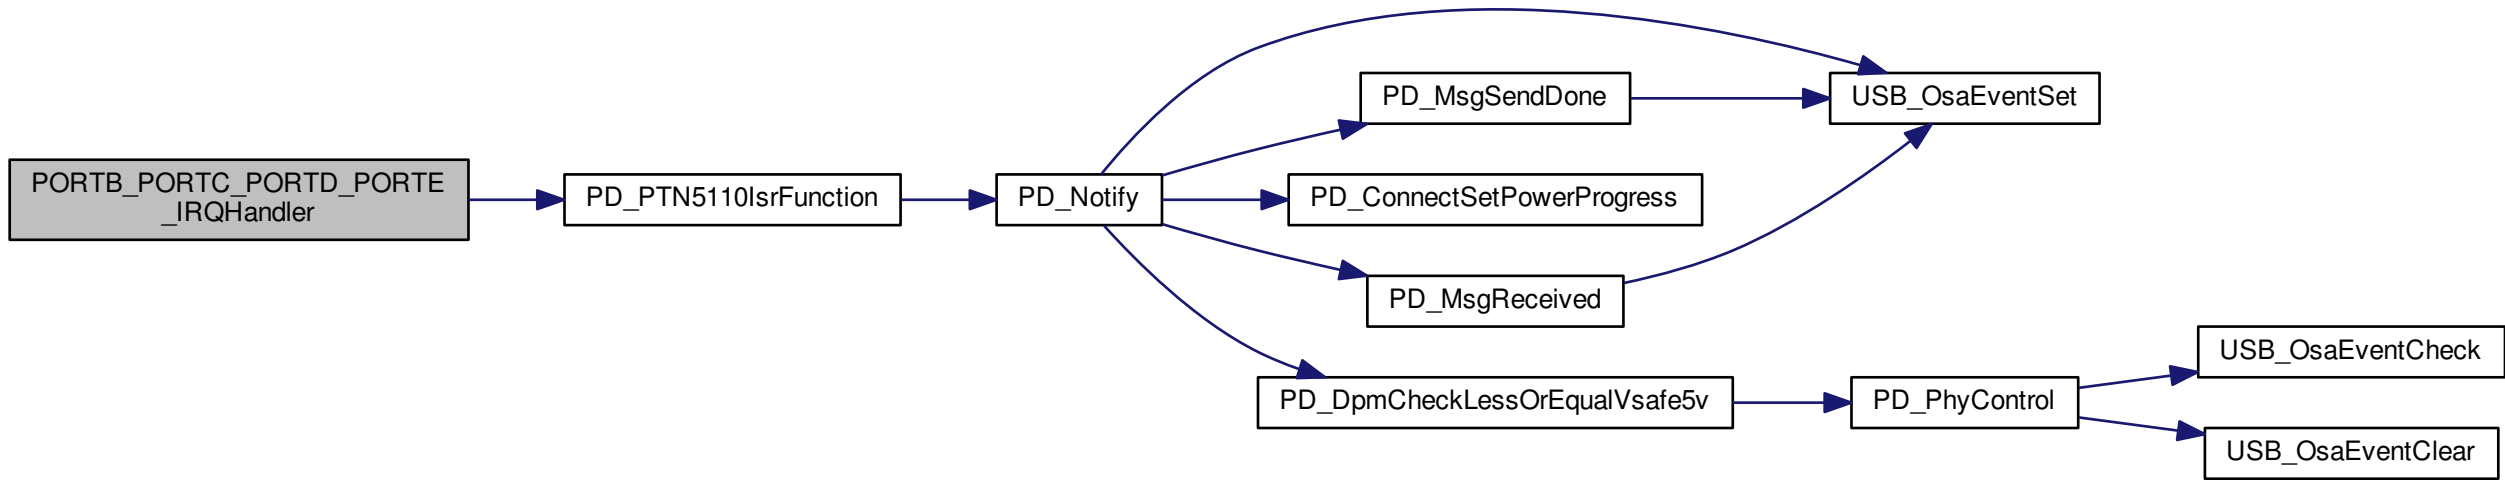 PORTB_PORTC_PORTD_PORTE
_IRQHandler
PD_PTN5110IsrFunction
PD_Notify
PD_MsgSendDone
USB_OsaEventSet
PD_ConnectSetPowerProgress
PD_MsgReceived
PD_DpmCheckLessOrEqualVsafe5v
PD_PhyControl
USB_OsaEventCheck
USB_OsaEventClear